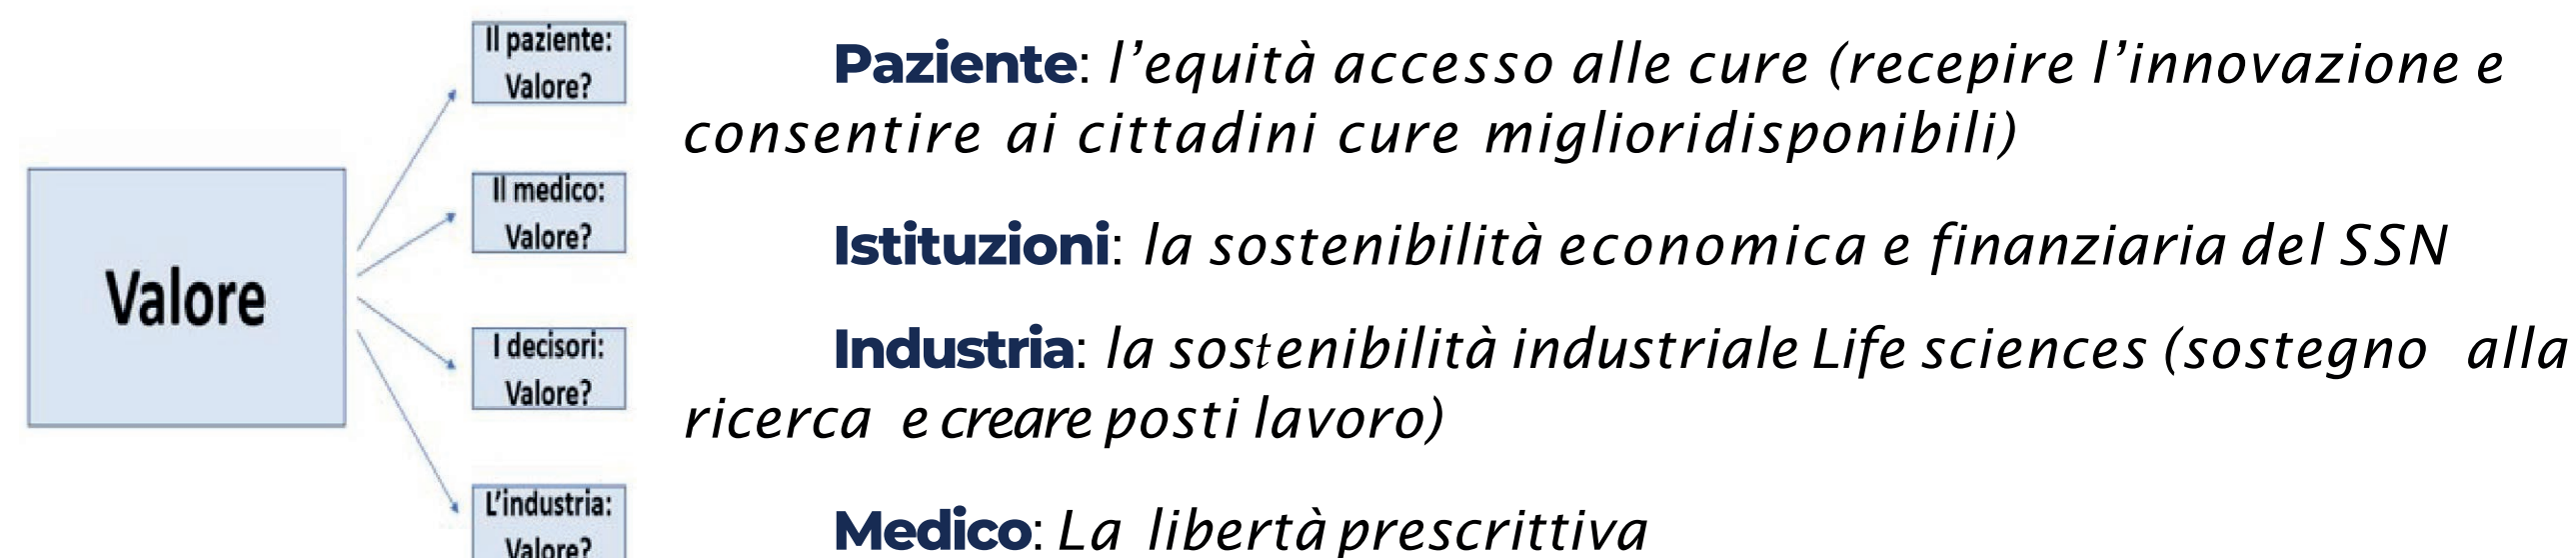 Valore
Il paziente:
Valore?
Il medico:
Valore?
I decisori:
Valore?
L'industria:
Valore?
Paziente: l'equità accesso alle cure (recepire l'innovazione e
consentire ai cittadini cure miglioridisponibili)
Istituzioni: la sostenibilità economica e finanziaria del SSN
Industria: la sostenibilità industriale Life sciences (sostegno alla
ricerca e creare posti lavoro)
Medico: La libertà prescrittiva